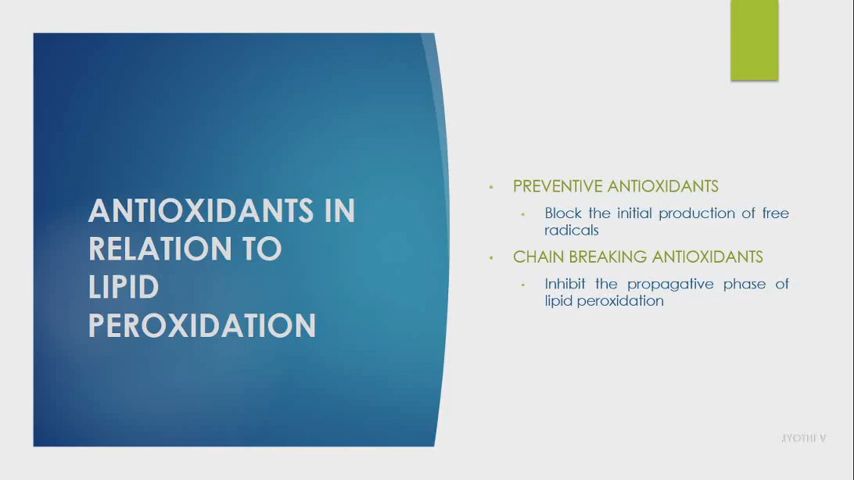 ANTIOXIDANTS IN
RELATION TO
LIPID
PEROXIDATION
• PREVENTIVE ANTIOXIDANTS
• Block the initial production of free
radicals
• CHAIN BREAKING ANTIOXIDANTS
• Inhibit the propagative phase of
lipid peroxidation
JYOTHI V